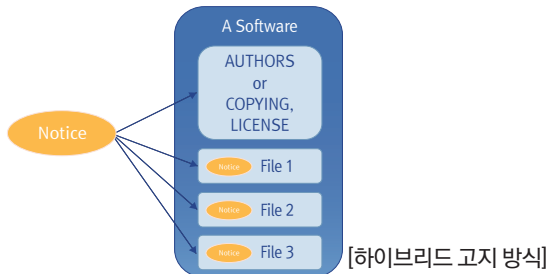 A Software
AUTHORS
or
COPYING,
LICENSE
Notice
Notice File 1
Notice File 2
Notice File 3
[하이브리드 고지 방식]